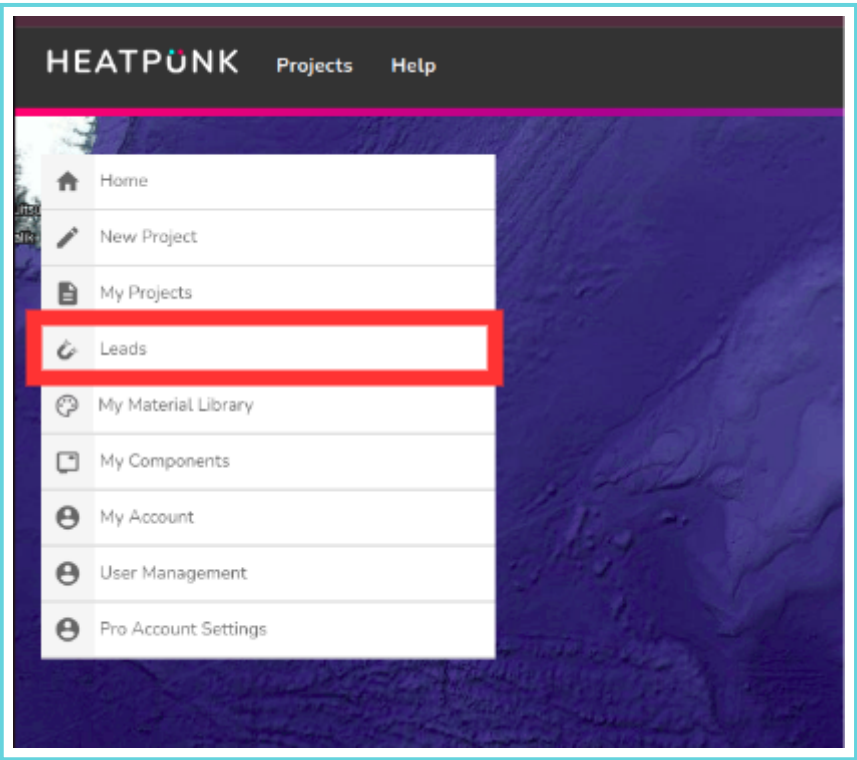 HEATPÜNK Projects Help
Home
New Project
My Projects
Leads
My Material Library
My Components
My Account
User Management
Pro Account Settings